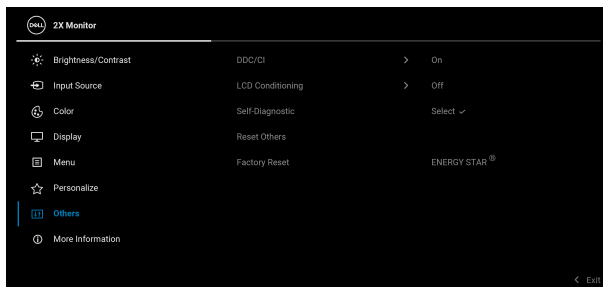 DELL 2X Monitor
Brightness/Contrast DDC/CI > On
Input Source LCD Conditioning > Off
Color Self-Diagnostic Select ✓
Display Reset Others
Menu Factory Reset ENERGY STAR ®
Personalize
Others
More Information
< Exit